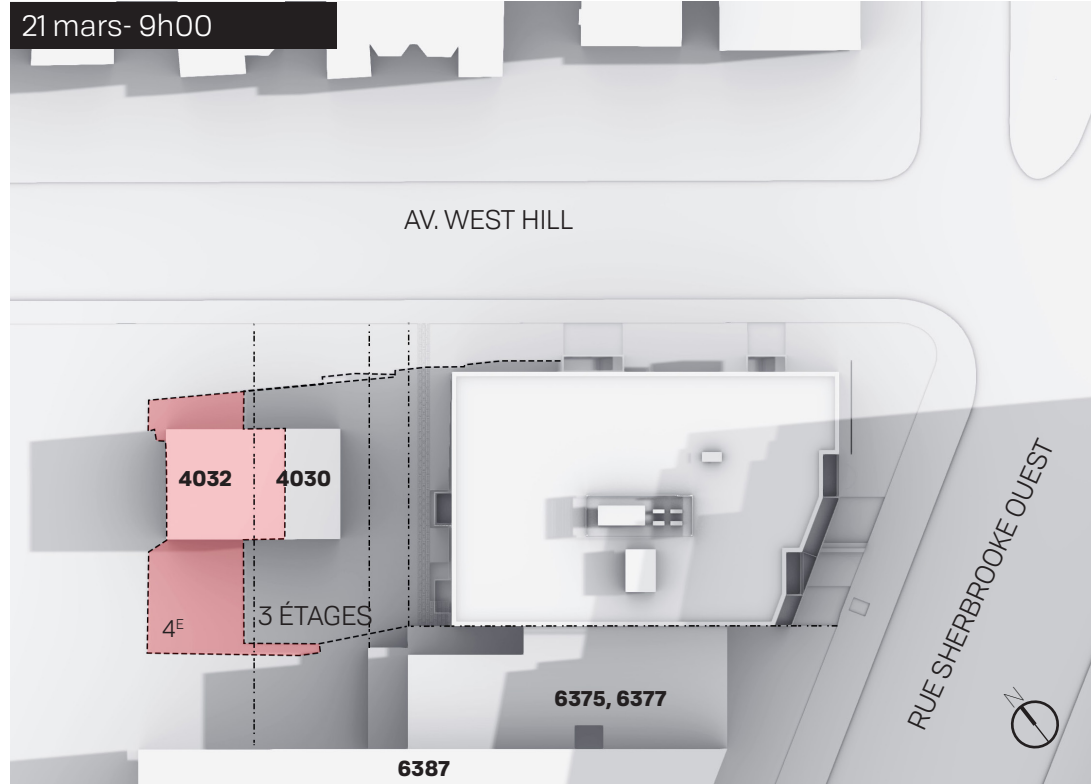 21 mars- 9h00
AV. WEST HILL
4032
4030
4E
3 ÉTAGES
6375, 6377
6387
RUE SHERBROOKE OUEST
N